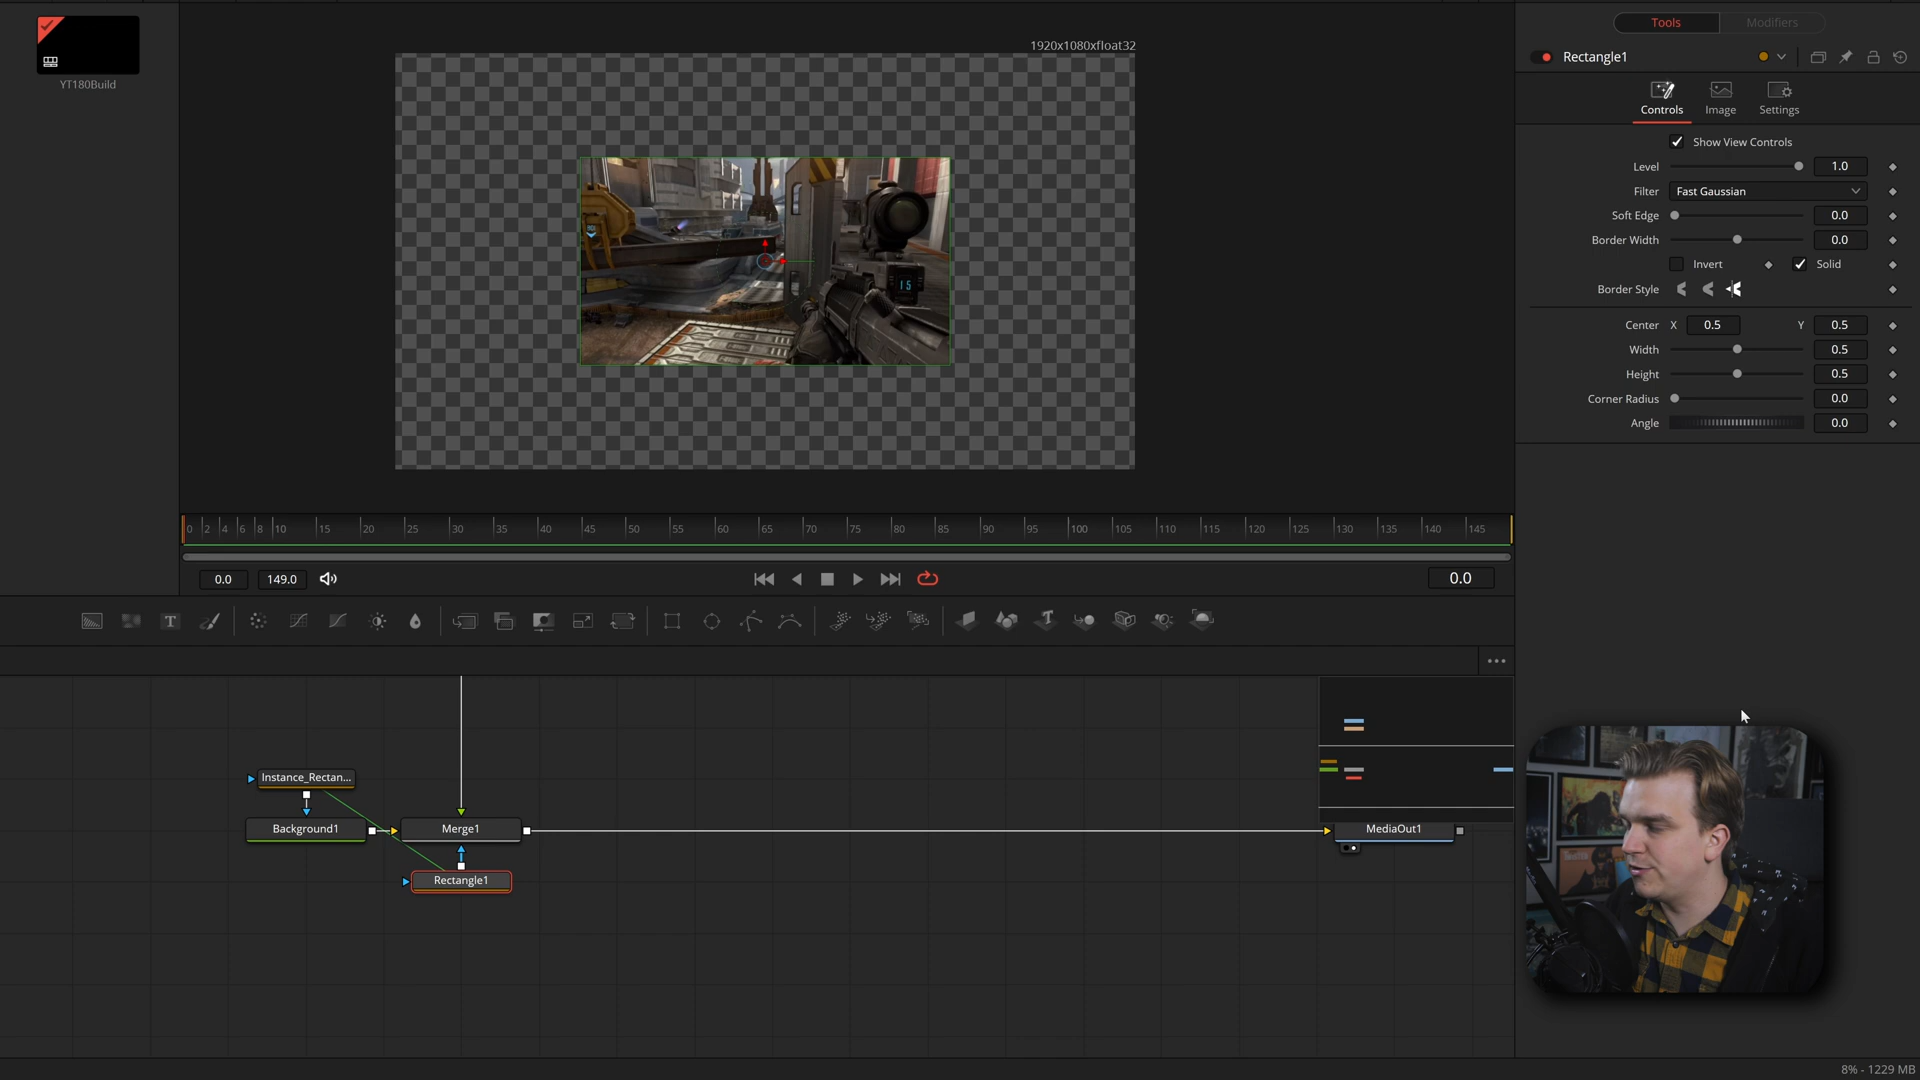 Tools
Modifiers
1920x1080xfloat32
Rectangle1
YT180Build
Controls
Image
Settings
Show View Controls
Level
1.0
Filter
Fast Gaussian
Soft Edge
0.0
Border Width
0.0
Invert
Solid
15
Border Style
Center
X
0.5
Y
0.5
Width
0.5
Height
0.5
Corner Radius
0.0
Angle
0.0
0 2 4 6 8 10 15 20 25 30 35 40 45 50 55 60 65 70 75 80 85 90 95 100 105 110 115 120 125 130 135 140 145
0.0
149.0
0.0
T
T
Instance_Rectan...
Background1
Merge1
MediaOut1
Rectangle1
8% - 1229 MB